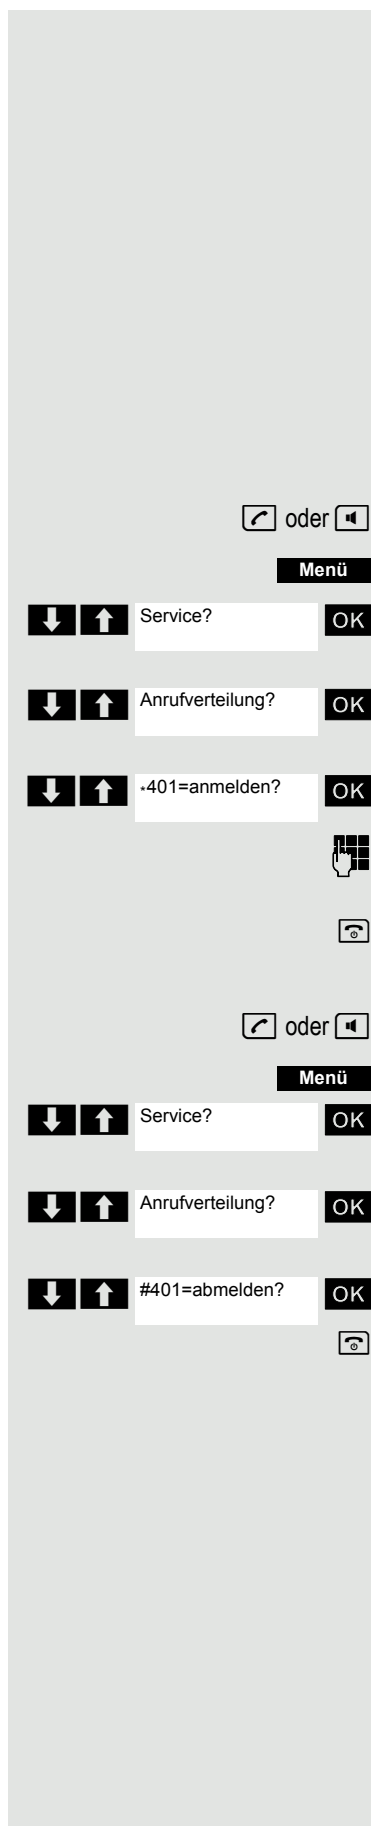 oder
Menü
Service? OK
Anrufverteilung? OK
*401=anmelden? OK
oder
Menü
Service? OK
Anrufverteilung? OK
#401=abmelden? OK